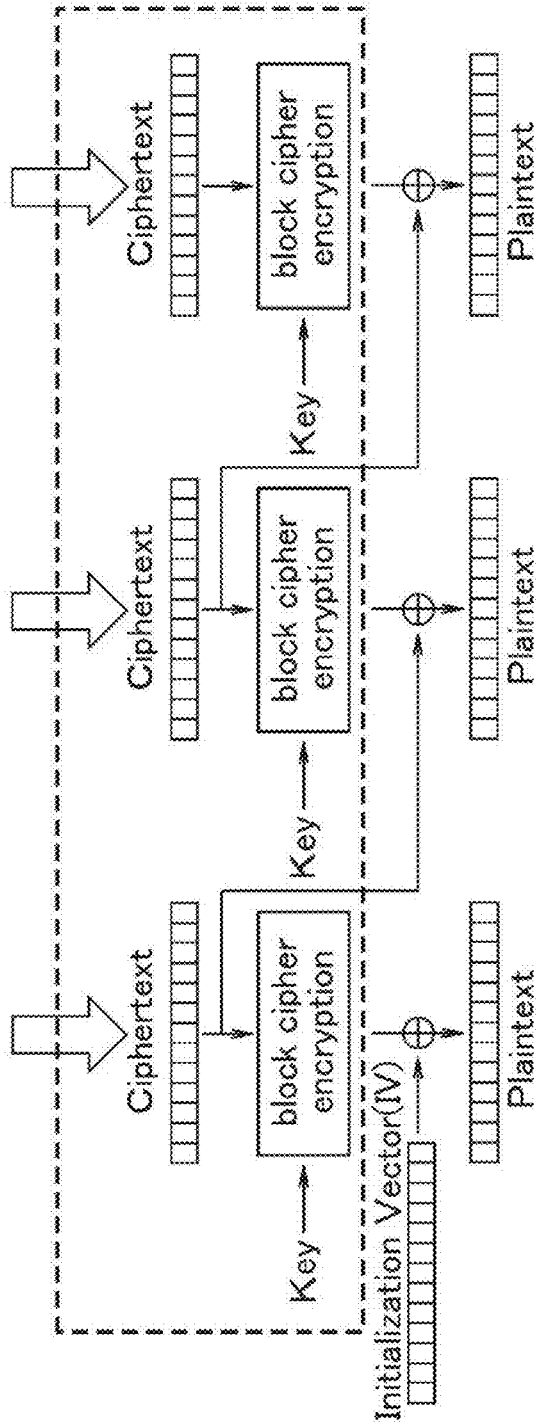 Ciphertext
Ciphertext
Ciphertext
Key
block cipher
encryption
Key
block cipher
encryption
Key
block cipher
encryption
Initialization Vector(IV)
Plaintext
Plaintext
Plaintext